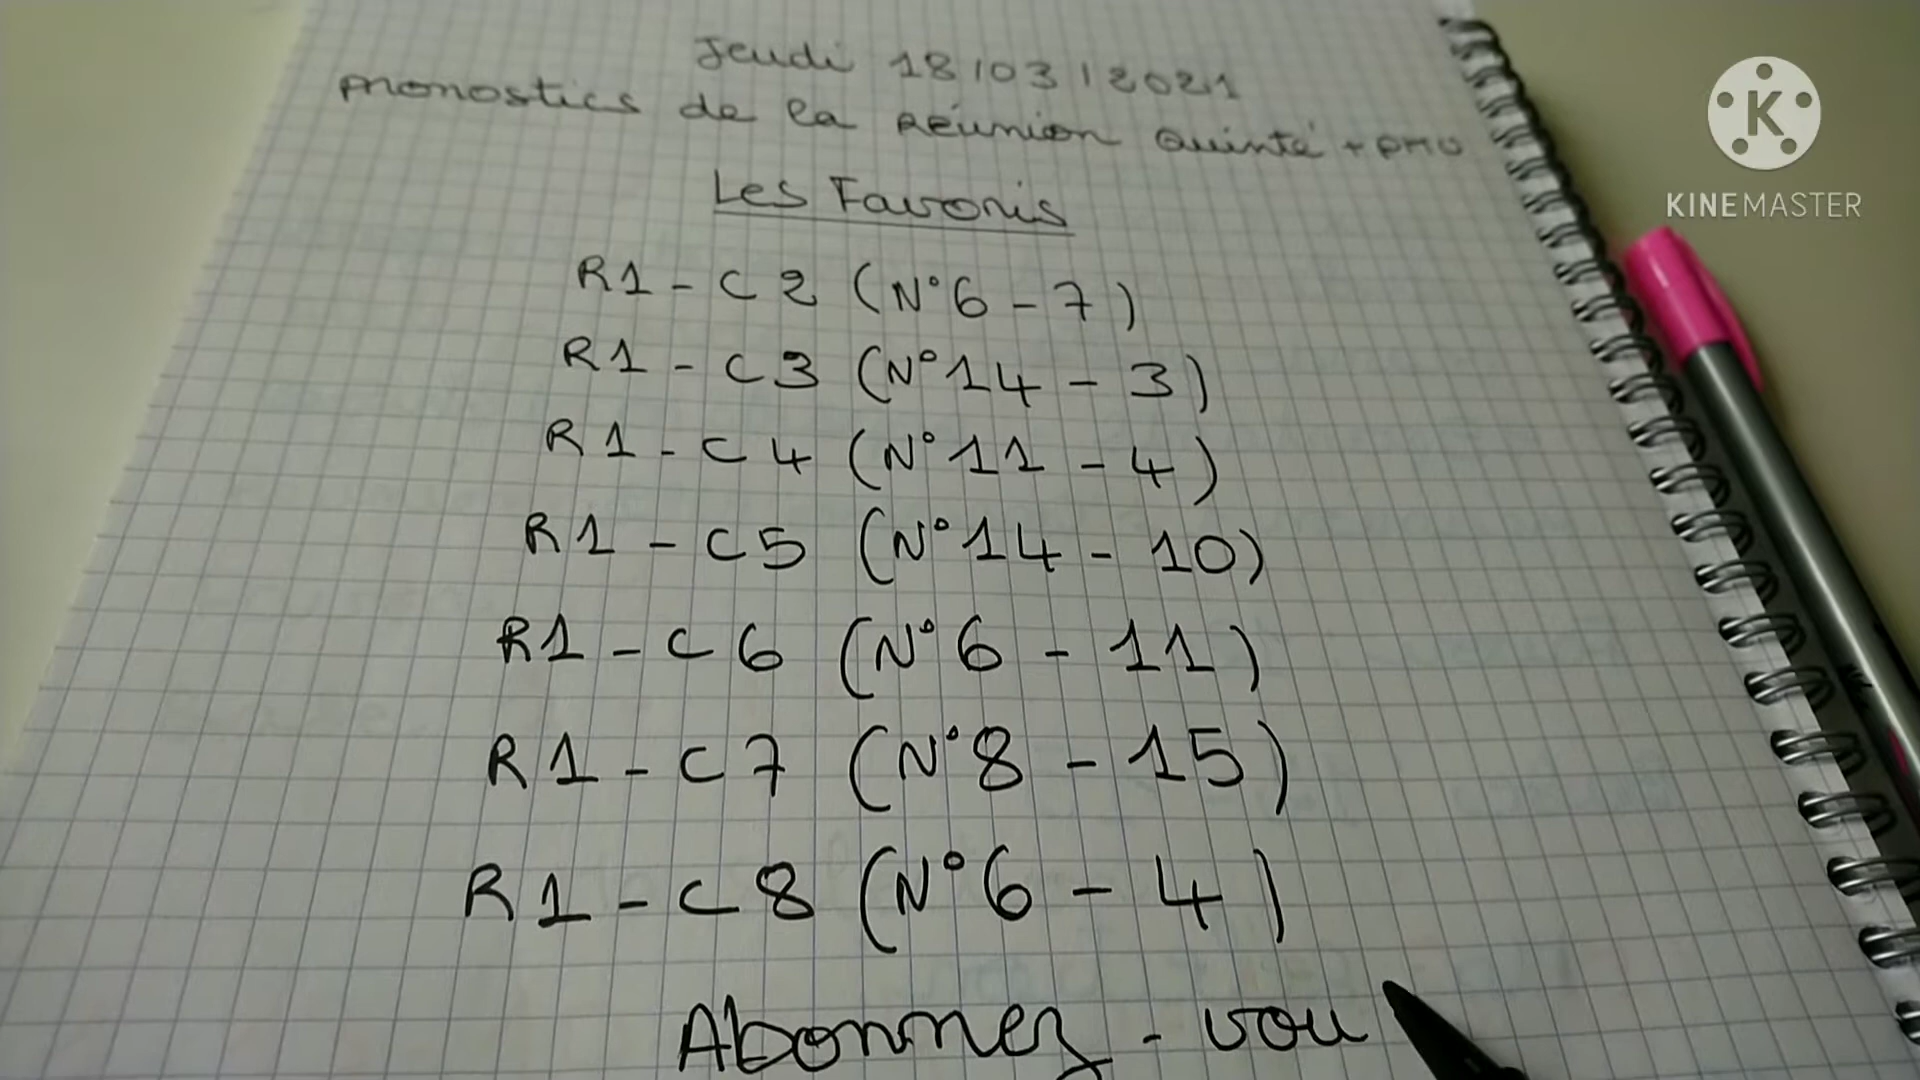 Jeudi 18/03/2021
pronostics de la Réunion Quinté + PMU
Les Favoris
R1 - C2 (N°6 - 7)
R1 - C3 (N°14 - 3)
R1 - C4 (N°11 - 4)
R1 - C5 (N°14 - 10)
R1 - C6 (N°6 - 11)
R1 - C7 (N°8 - 15)
R1 - C8 (N°6 - 4)
Abonnez - vou
K
KINEMASTER